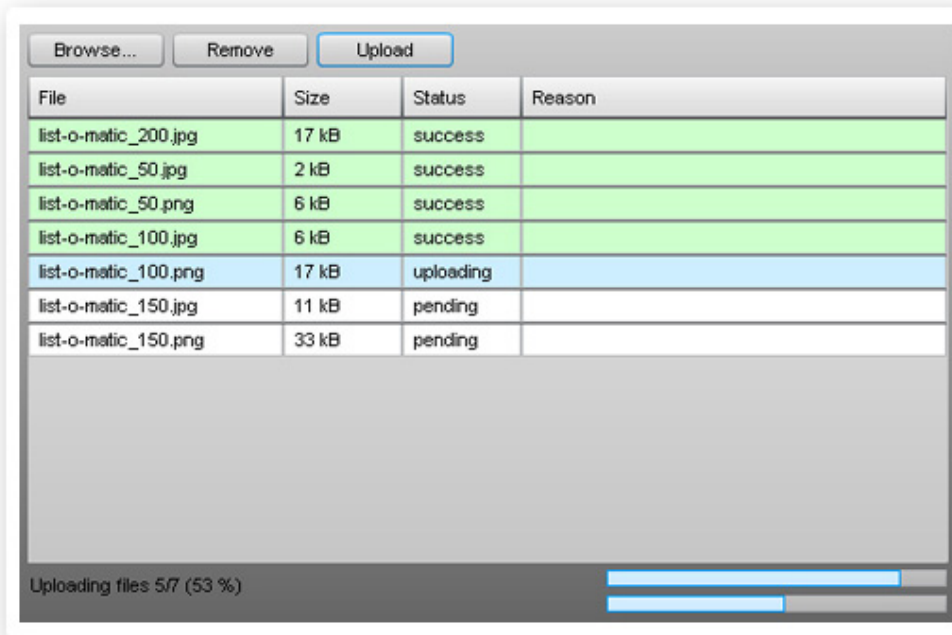 Browse... Remove Upload
File Size Status Reason
list-o-matic_200.jpg 17 kB success
list-o-matic_50.jpg 2 kB success
list-o-matic_50.png 6 kB success
list-o-matic_100.jpg 6 kB success
list-o-matic_100.png 17 kB uploading
list-o-matic_150.jpg 11 kB pending
list-o-matic_150.png 33 kB pending
Uploading files 5/7 (53 %)